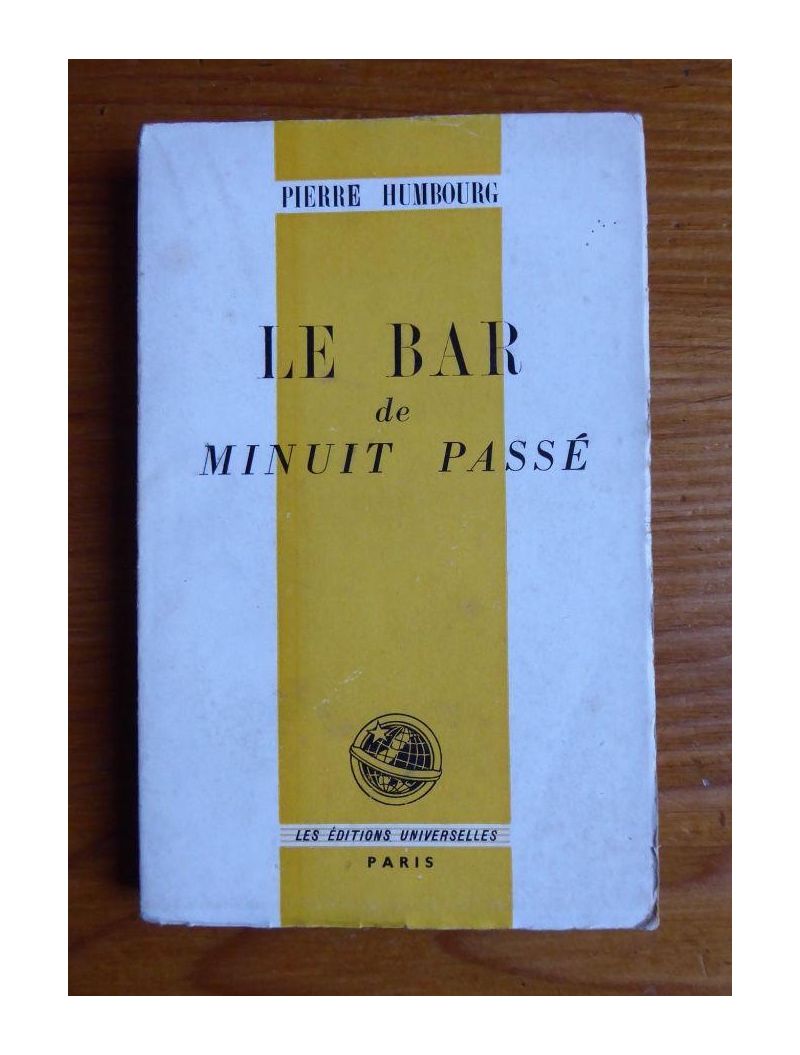 PIERRE HUMBOURG
LE BAR
de
MINUIT PASSÉ
LES ÉDITIONS UNIVERSELLES
PARIS